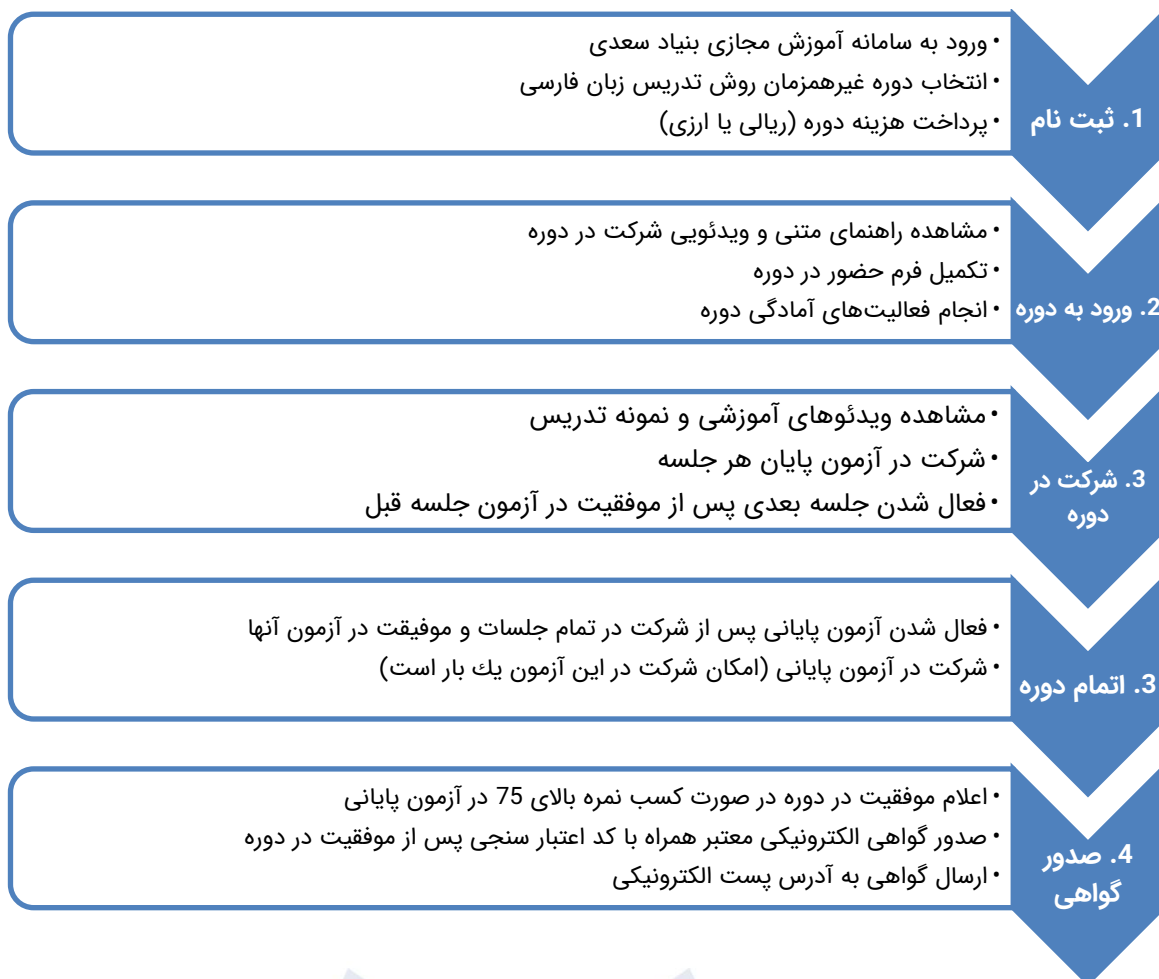 1. ثبت نام
• ورود به سامانه آموزش مجازی بنیاد سعدی
• انتخاب دوره غیرهمزمان روش تدریس زبان فارسی
• پرداخت هزینه دوره (ریالی یا ارزی)
2. ورود به دوره
• مشاهده راهنمای متنی و ویدئویی شرکت در دوره
• تکمیل فرم حضور در دوره
• انجام فعالیت‌های آمادگی دوره
3. شرکت در
دوره
• مشاهده ویدئوهای آموزشی و نمونه تدریس
• شرکت در آزمون پایان هر جلسه
• فعال شدن جلسه بعدی پس از موفقیت در آزمون جلسه قبل
3. اتمام دوره
• فعال شدن آزمون پایانی پس از شرکت در تمام جلسات و موفیقت در آزمون آنها
• شرکت در آزمون پایانی (امکان شرکت در این آزمون يك بار است)
4. صدور
گواهی
• اعلام موفقیت در دوره در صورت کسب نمره بالای 75 در آزمون پایانی
• صدور گواهی الکترونیکی معتبر همراه با کد اعتبار سنجی پس از موفقیت در دوره
• ارسال گواهی به آدرس پست الکترونیکی